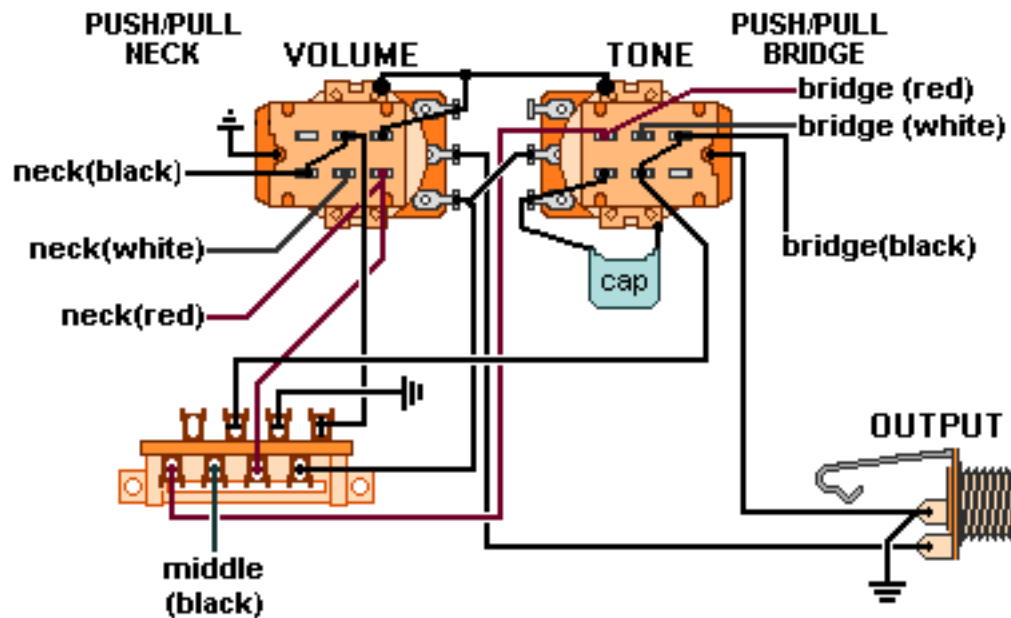 PUSH/PULL
NECK
VOLUME
TONE
PUSH/PULL
BRIDGE
bridge (red)
bridge (white)
neck(black)
neck(white)
bridge(black)
cap
neck(red)
OUTPUT
middle
(black)